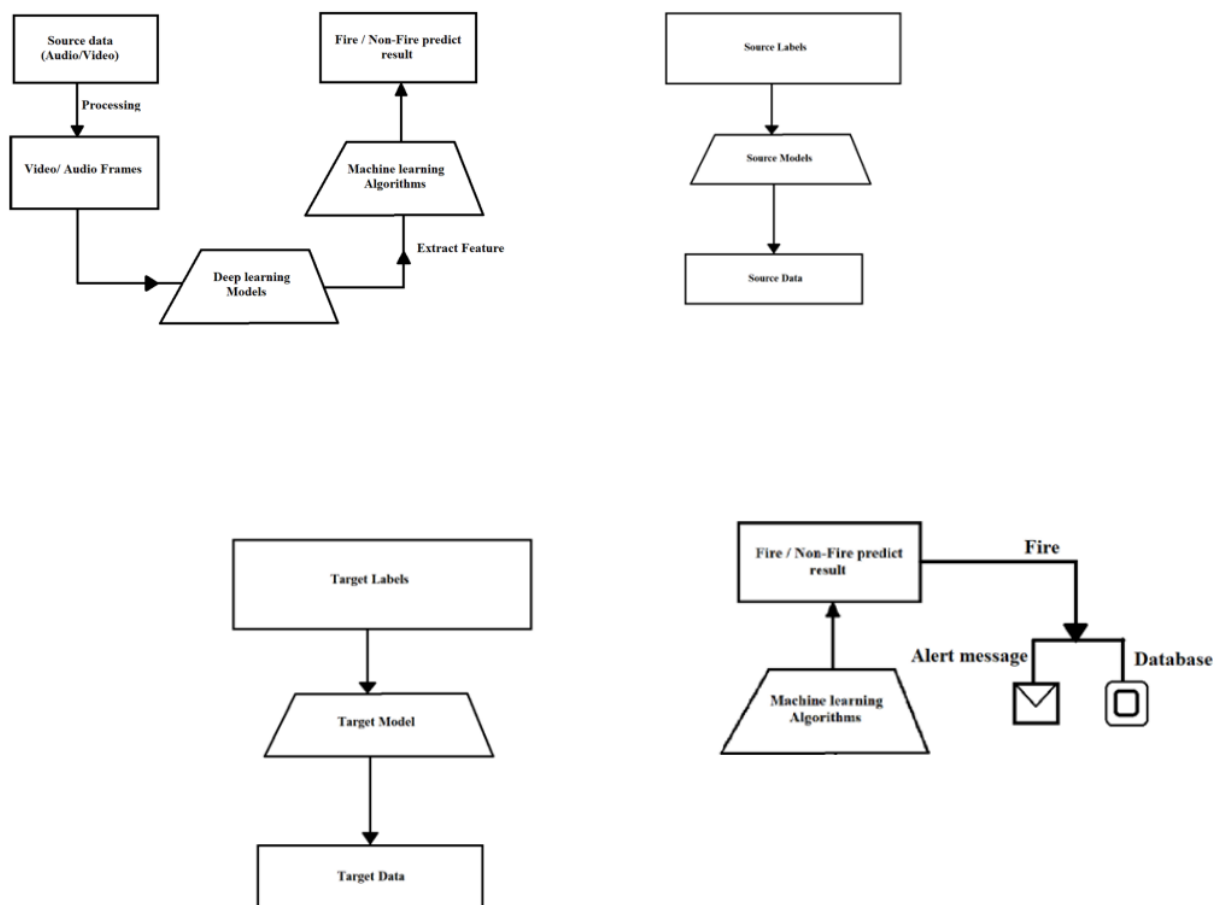 Source data
(Audio/Video)
Processing
Video/ Audio Frames
Deep learning
Models
Extract Feature
Machine learning
Algorithms
Fire / Non-Fire predict
result
Source Labels
Source Models
Source Data
Target Labels
Target Model
Target Data
Fire / Non-Fire predict
result
Machine learning
Algorithms
Fire
Alert message
Database